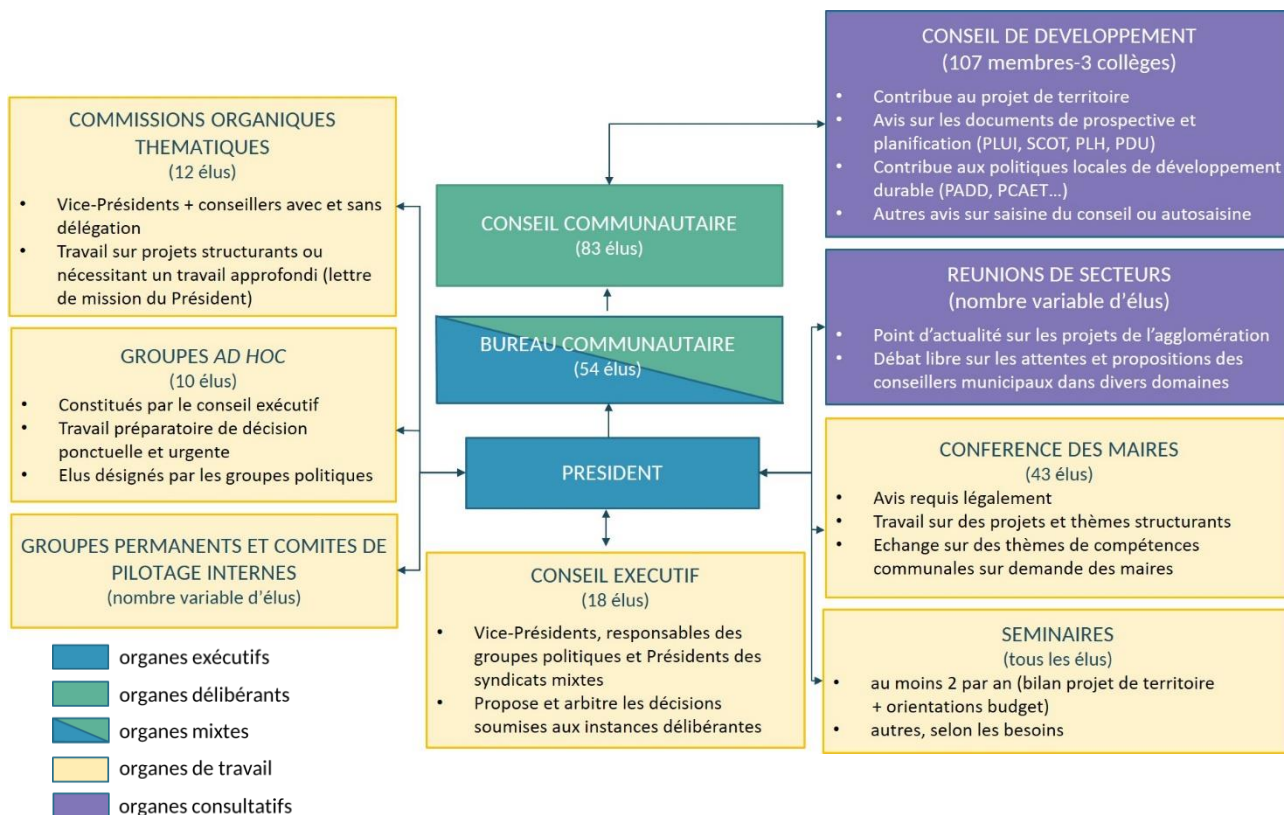 COMMISSIONS ORGANIQUES
THEMATIQUES
(12 élus)
• Vice-Présidents + conseillers avec et sans
délégation
• Travail sur projets structurants ou
nécessitant un travail approfondi (lettre
de mission du Président)
GROUPES AD HOC
(10 élus)
• Constitués par le conseil exécutif
• Travail préparatoire de décision
ponctuelle et urgente
• Elus désignés par les groupes politiques
GROUPES PERMANENTS ET COMITES DE
PILOTAGE INTERNES
(nombre variable d'élus)
CONSEIL COMMUNAUTAIRE
(83 élus)
BUREAU COMMUNAUTAIRE
(54 élus)
PRESIDENT
CONSEIL EXECUTIF
(18 élus)
• Vice-Présidents, responsables des
groupes politiques et Présidents des
syndicats mixtes
• Propose et arbitre les décisions
soumises aux instances délibérantes
CONSEIL DE DEVELOPPEMENT
(107 membres-3 collèges)
• Contribue au projet de territoire
• Avis sur les documents de prospective et
planification (PLUI, SCOT, PLH, PDU)
• Contribue aux politiques locales de développement
durable (PADD, PCAET...)
• Autres avis sur saisine du conseil ou autosaisine
REUNIONS DE SECTEURS
(nombre variable d'élus)
• Point d'actualité sur les projets de l'agglomération
• Débat libre sur les attentes et propositions des
conseillers municipaux dans divers domaines
CONFERENCE DES MAIRES
(43 élus)
• Avis requis légalement
• Travail sur des projets et thèmes structurants
• Echange sur des thèmes de compétences
communales sur demande des maires
SEMINAIRES
(tous les élus)
• au moins 2 par an (bilan projet de territoire
+ orientations budget)
• autres, selon les besoins
organes exécutifs
organes délibérants
organes mixtes
organes de travail
organes consultatifs